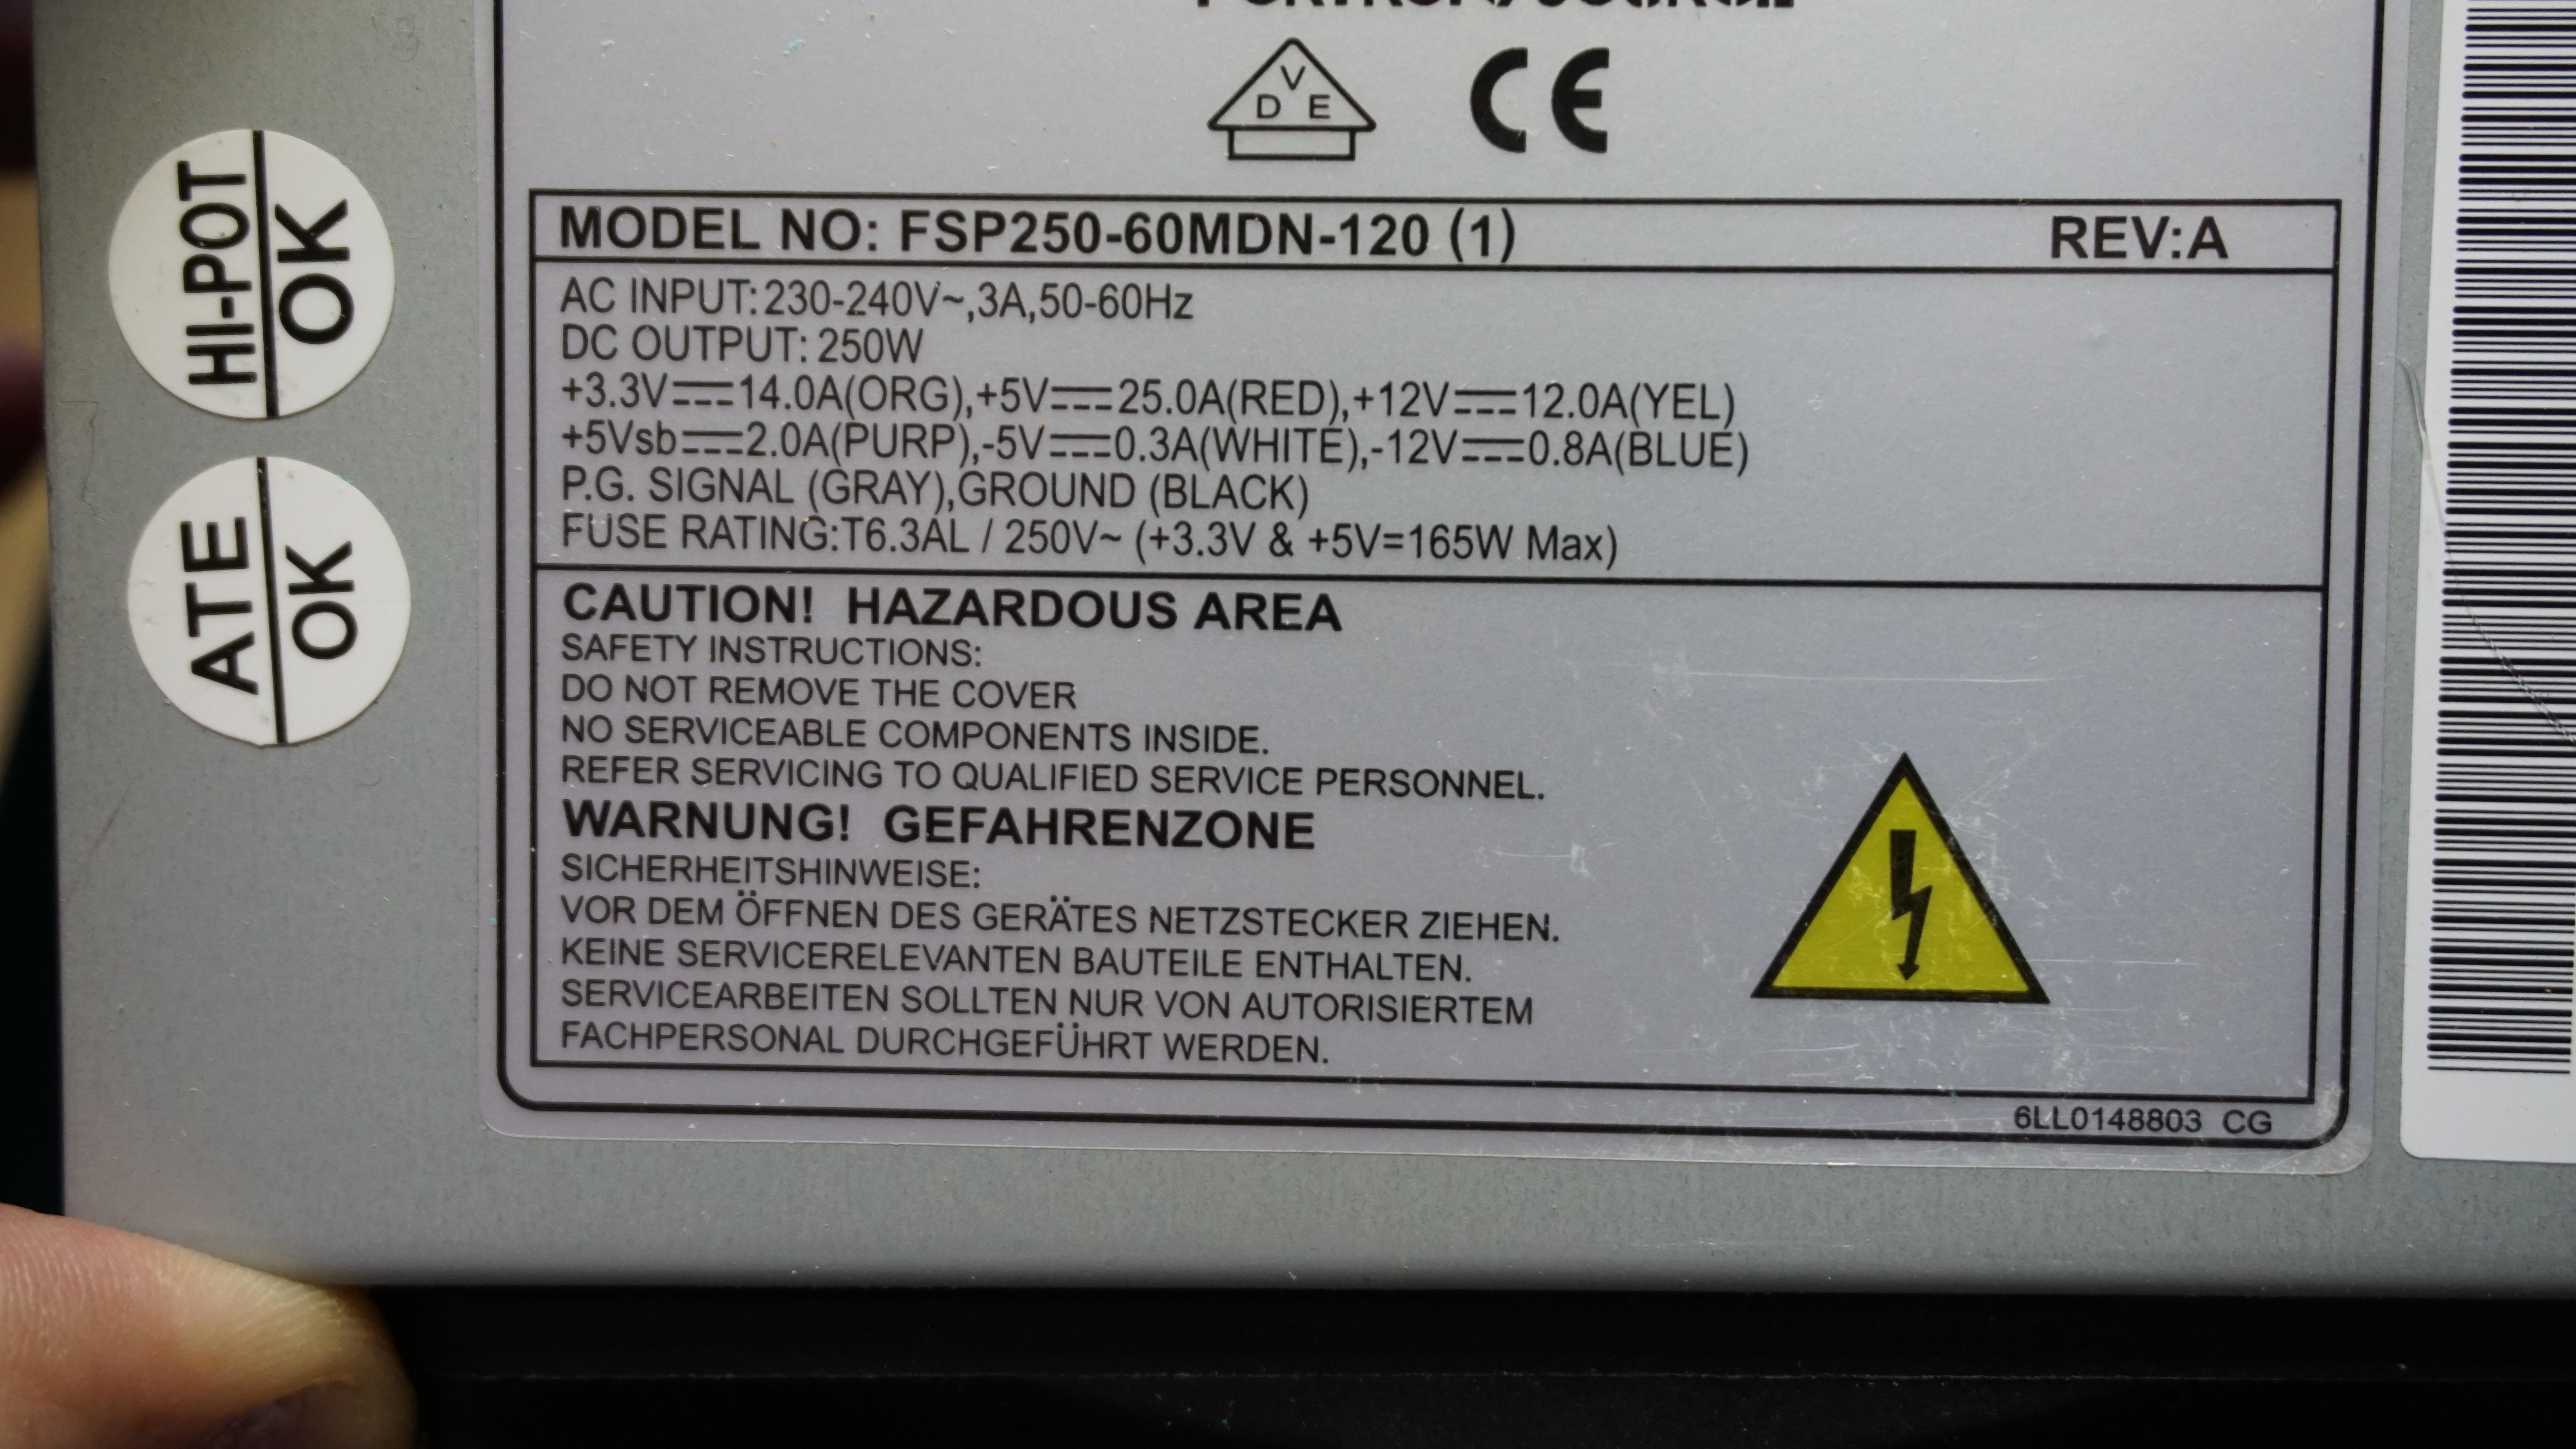 V
D E
CE
HI-POT
OK
ATE
OK
MODEL NO: FSP250-60MDN-120 (1) REV:A
AC INPUT:230-240V~,3A,50-60Hz
DC OUTPUT: 250W
+3.3V⎓14.0A(ORG),+5V⎓25.0A(RED),+12V⎓12.0A(YEL)
+5Vsb⎓2.0A(PURP),-5V⎓0.3A(WHITE),-12V⎓0.8A(BLUE)
P.G. SIGNAL (GRAY),GROUND (BLACK)
FUSE RATING:T6.3AL / 250V~ (+3.3V & +5V=165W Max)
CAUTION! HAZARDOUS AREA
SAFETY INSTRUCTIONS:
DO NOT REMOVE THE COVER
NO SERVICEABLE COMPONENTS INSIDE.
REFER SERVICING TO QUALIFIED SERVICE PERSONNEL.
WARNUNG! GEFAHRENZONE
SICHERHEITSHINWEISE:
VOR DEM ÖFFNEN DES GERÄTES NETZSTECKER ZIEHEN.
KEINE SERVICERELEVANTEN BAUTEILE ENTHALTEN.
SERVICEARBEITEN SOLLTEN NUR VON AUTORISIERTEM
FACHPERSONAL DURCHGEFÜHRT WERDEN.
6LL0148803 CG